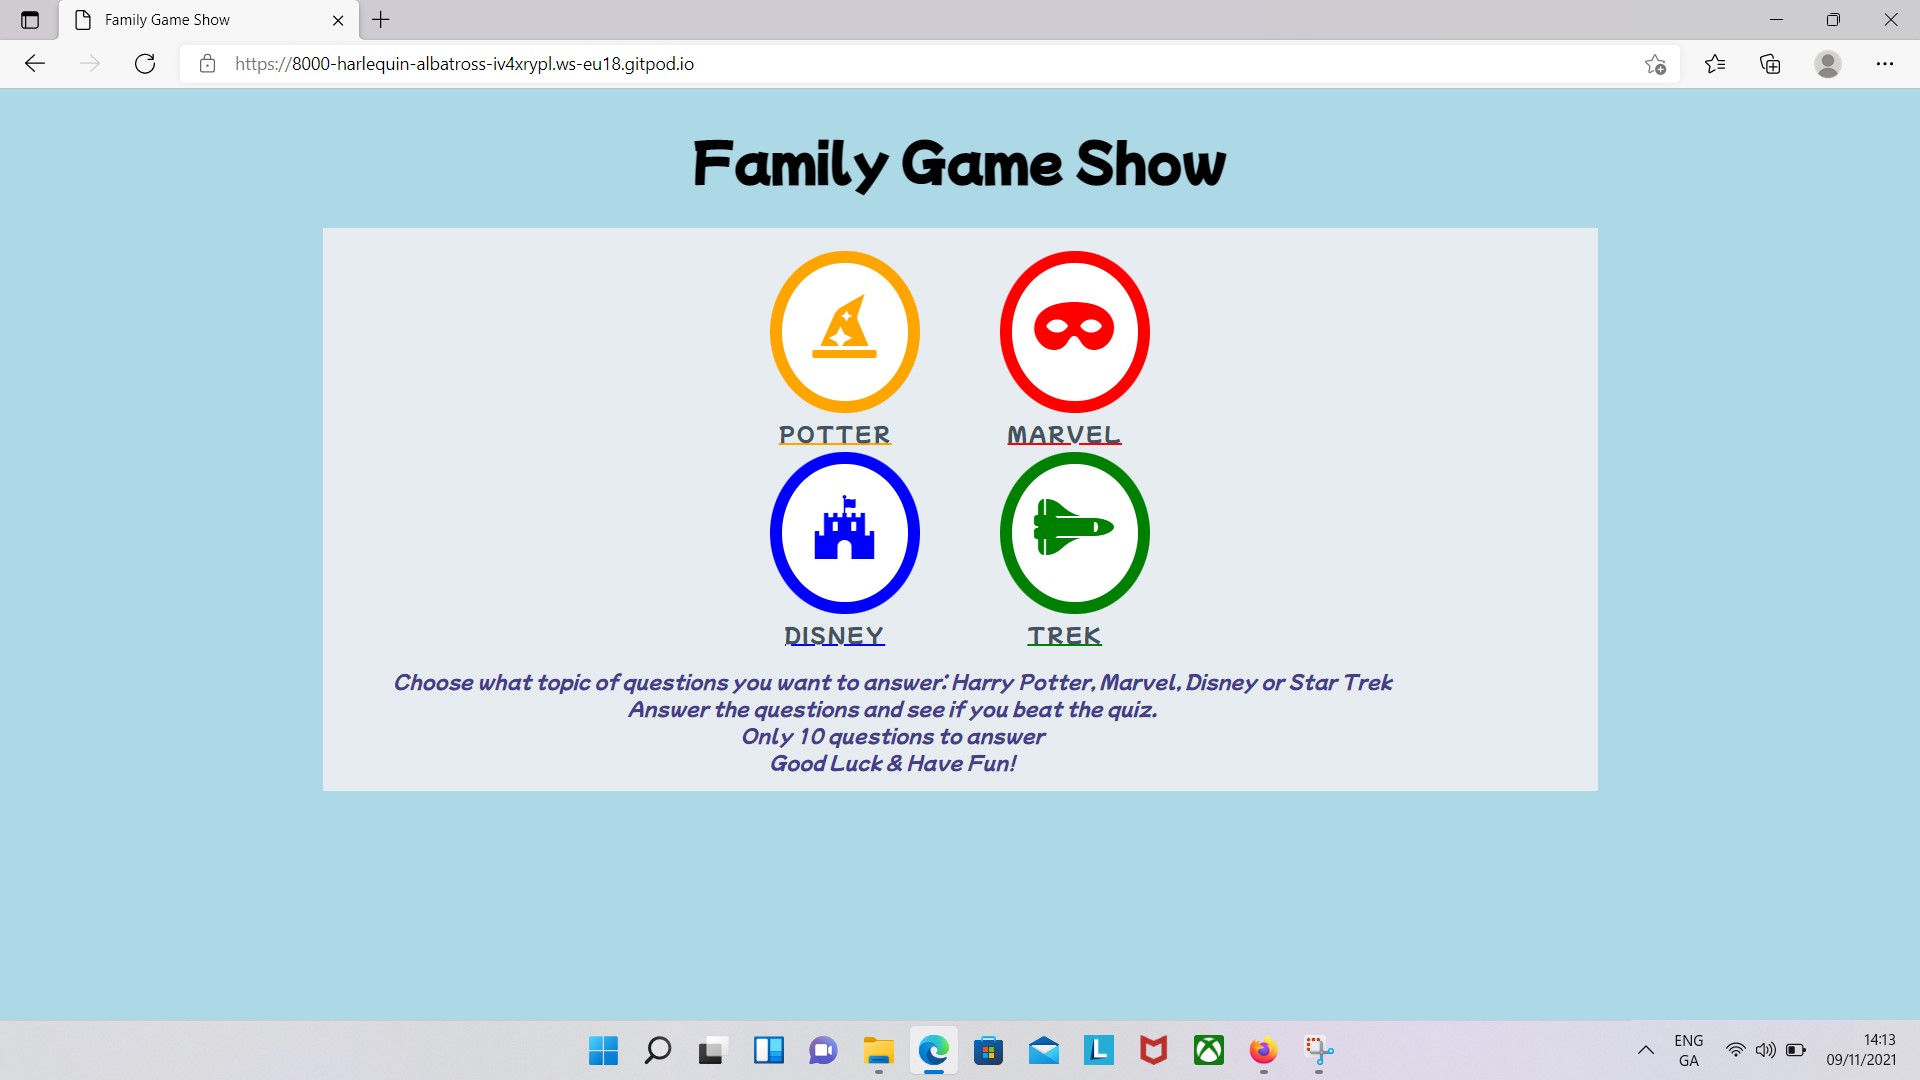 Family Game Show
https://8000-harlequin-albatross-iv4xrypl.ws-eu18.gitpod.io
Family Game Show
POTTER MARVEL
DISNEY TREK
Choose what topic of questions you want to answer: Harry Potter, Marvel, Disney or Star Trek
Answer the questions and see if you beat the quiz.
Only 10 questions to answer
Good Luck & Have Fun!
L
ENG
GA
14:13
09/11/2021